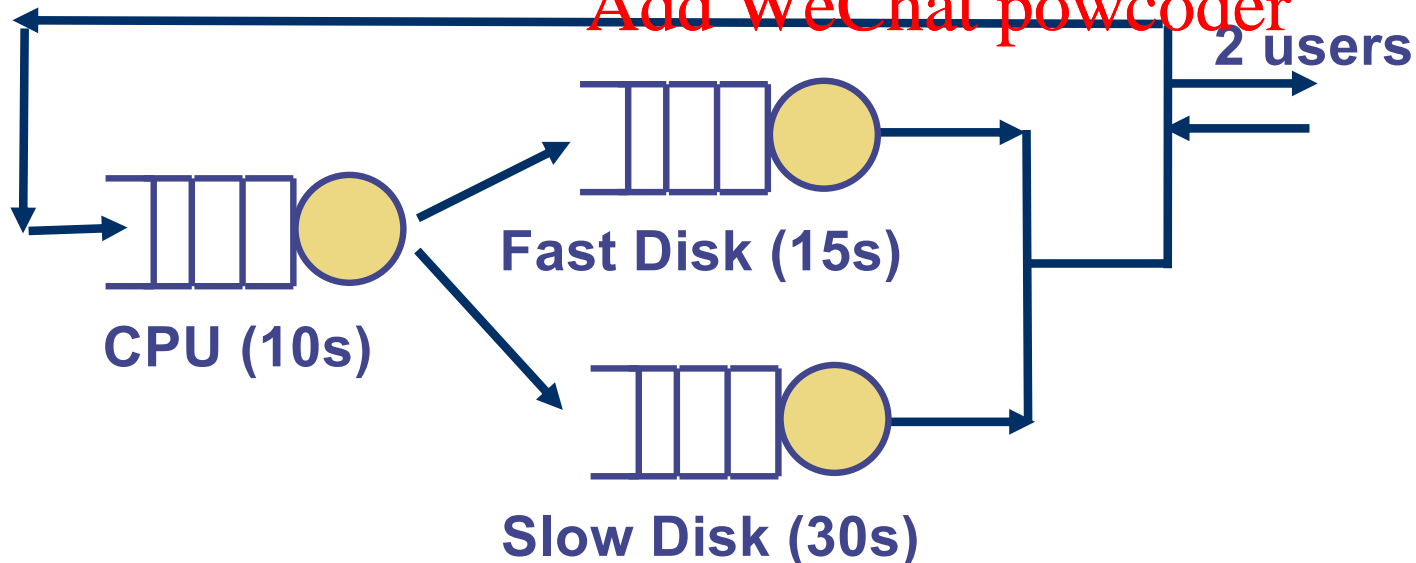 Add WeChat powcoder
2 users
Fast Disk (15s)
CPU (10s)
Slow Disk (30s)